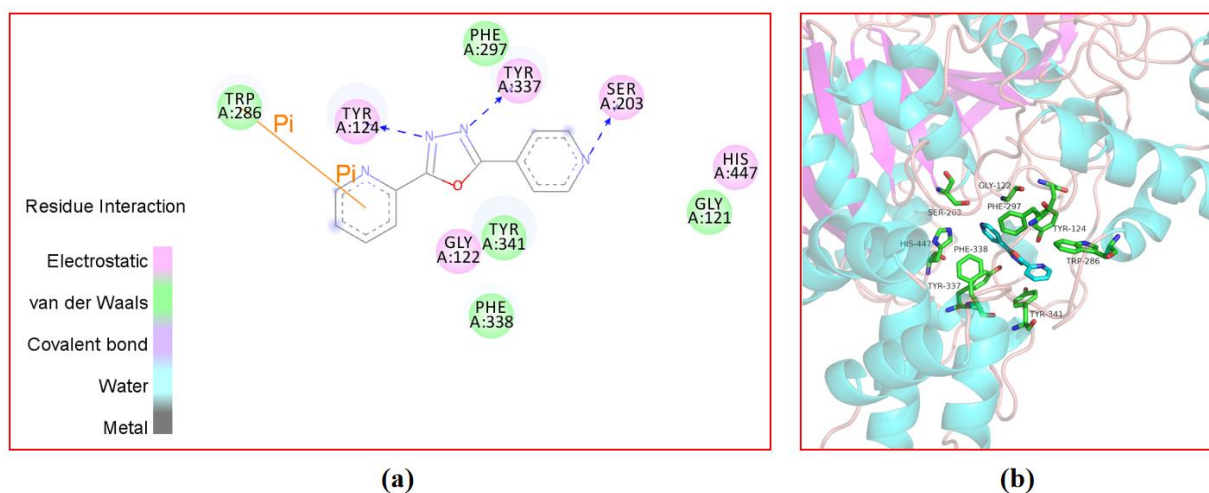 PHE
A:297
TYR
A:337
SER
A:203
TRP
A:286
TYR
A:124
Pi
Pi
N
N
N
N
O
HIS
A:447
GLY
A:121
TYR
A:341
GLY
A:122
PHE
A:338
Residue Interaction
Electrostatic
van der Waals
Covalent bond
Water
Metal
(a)
GLY-122
SER-203
PHE-297
TYR-124
HIS-447
PHE-338
TRP-286
TYR-337
TYR-341
(b)